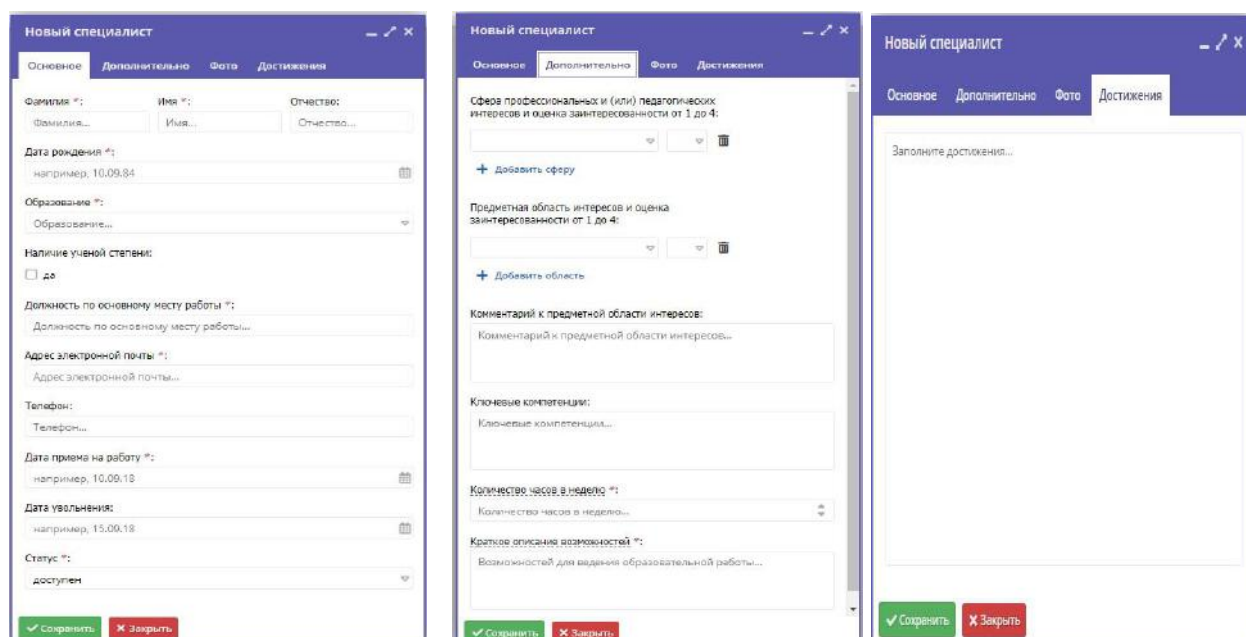 Новый специалист
Основное Дополнительно Фото Достижения
Фамилия *: Имя *: Отчество:
Фамилия... Имя... Отчество...
Дата рождения *:
например, 10.09.84
Образование *:
Образование...
Наличие ученой степени:
да
Должность по основному месту работы *:
Должность по основному месту работы...
Адрес электронной почты *:
Адрес электронной почты...
Телефон:
Телефон...
Дата приема на работу *:
например, 10.09.18
Дата увольнения:
например, 15.09.18
Статус *:
доступен
Сохранить Закрыть
Новый специалист
Основное Дополнительно Фото Достижения
Сфера профессиональных и (или) педагогических
интересов и оценка заинтересованности от 1 до 4:
+ Добавить сферу
Предметная область интересов и оценка
заинтересованности от 1 до 4:
+ Добавить область
Комментарий к предметной области интересов:
Комментарий к предметной области интересов...
Ключевые компетенции:
Ключевые компетенции...
Количество часов в неделю *:
Количество часов в неделю...
Краткое описание возможностей *:
Возможностей для ведения образовательной работы...
Сохранить Закрыть
Новый специалист
Основное Дополнительно Фото Достижения
Заполните достижения...
Сохранить Закрыть